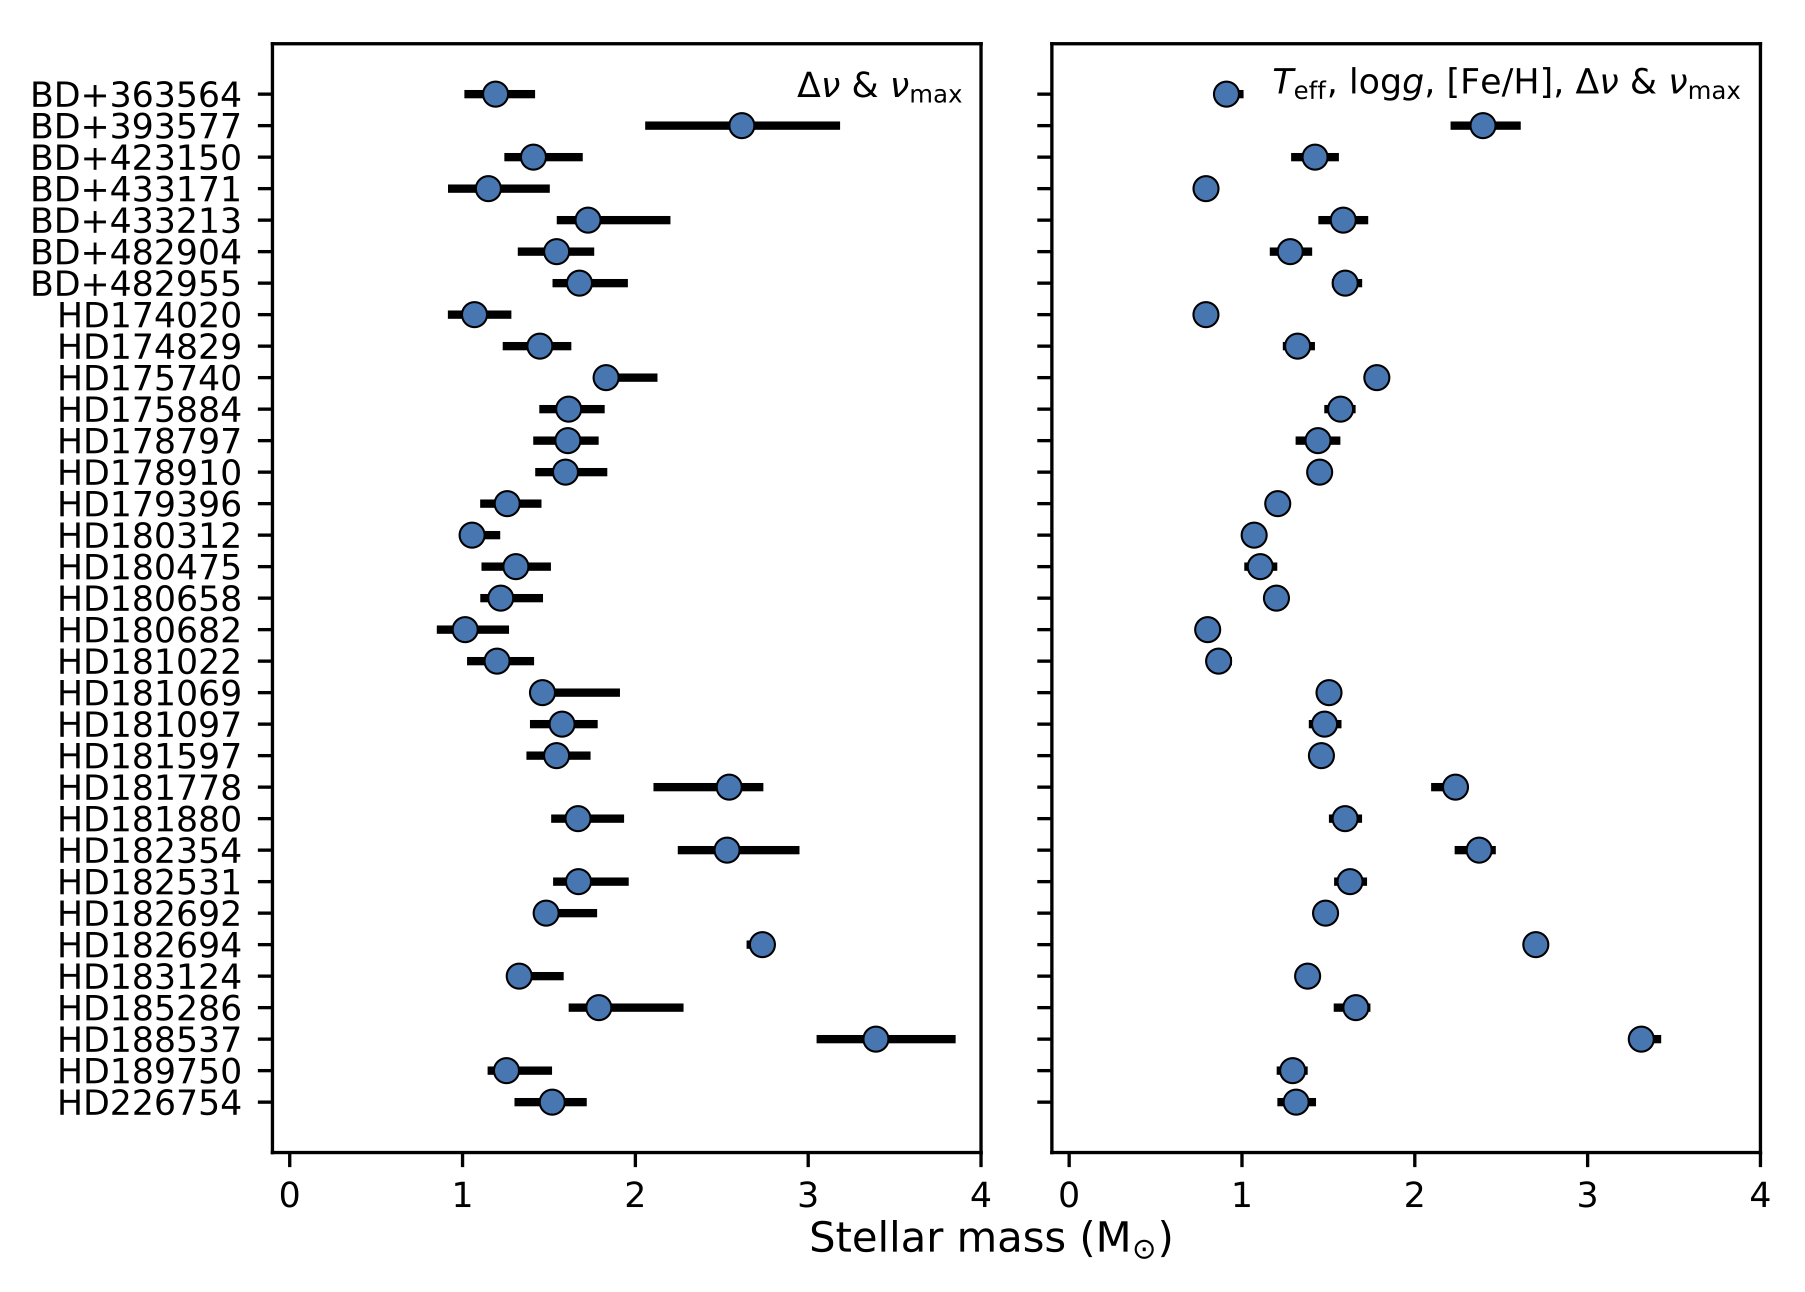 Δν & νmax
Teff, logg, [Fe/H], Δν & νmax
BD+363564
BD+393577
BD+423150
BD+433171
BD+433213
BD+482904
BD+482955
HD174020
HD174829
HD175740
HD175884
HD178797
HD178910
HD179396
HD180312
HD180475
HD180658
HD180682
HD181022
HD181069
HD181097
HD181597
HD181778
HD181880
HD182354
HD182531
HD182692
HD182694
HD183124
HD185286
HD188537
HD189750
HD226754
0 1 2 3 4
0 1 2 3 4
Stellar mass (M⊙)